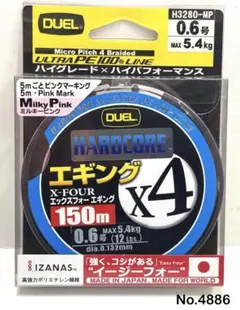 DUEL
H3280-MP
0.6号
MAX 5.4kg
Micro Pitch 4 Braided
ULTRA PE100% LINE
ハイグレード×ハイパフォーマンス
5mごとピンクマーキング
5m・Pink Mark
Milky Pink
ミルキーピンク
DUEL
HARDCORE
エギング
X4
X-FOUR
エックスフォー エギング
150m
0.6号
MAX5.4kg
(12Lbs.)
dia.0.132mm
IZANAS
高強力ポリエチレン繊維
「強く、コシがある」
"Easy Four"
"イージーフォー"
MADE IN JAPAN, MADE FOR WORLD
No.4886